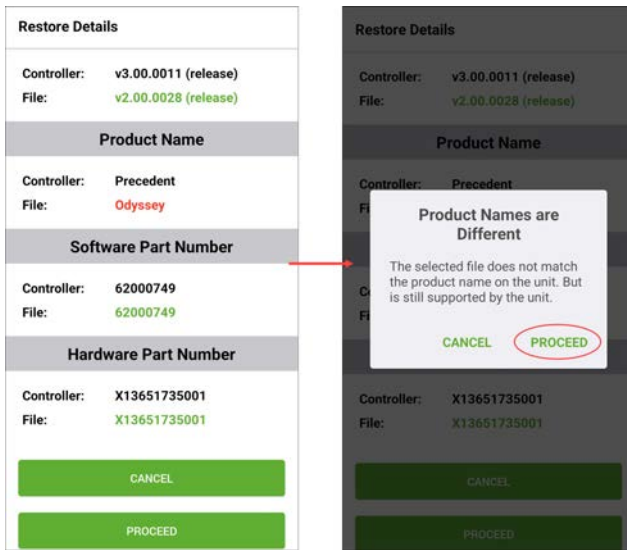 Restore Details
Controller: v3.00.0011 (release)
File: v2.00.0028 (release)
Product Name
Controller: Precedent
File: Odyssey
Software Part Number
Controller: 62000749
File: 62000749
Hardware Part Number
Controller: X13651735001
File: X13651735001
CANCEL
PROCEED
Restore Details
Controller: v3.00.0011 (release)
File: v2.00.0028 (release)
Product Name
Controller: Precedent
Fi
Product Names are
Different
The selected file does not match
the product name on the unit. But
is still supported by the unit.
CANCEL PROCEED
C
Fi
Controller: X13651735001
File: X13651735001
CANCEL
PROCEED